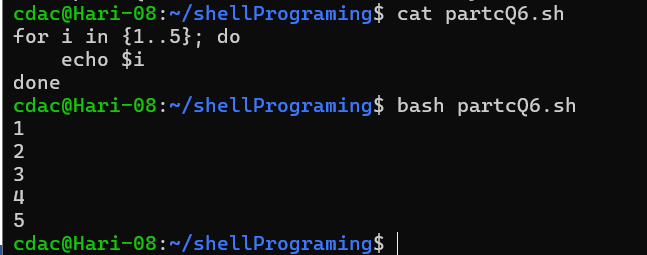 cdac@Hari-08:~/shellPrograming$ cat partcQ6.sh
for i in {1..5}; do
    echo $i
done
cdac@Hari-08:~/shellPrograming$ bash partcQ6.sh
1
2
3
4
5
cdac@Hari-08:~/shellPrograming$